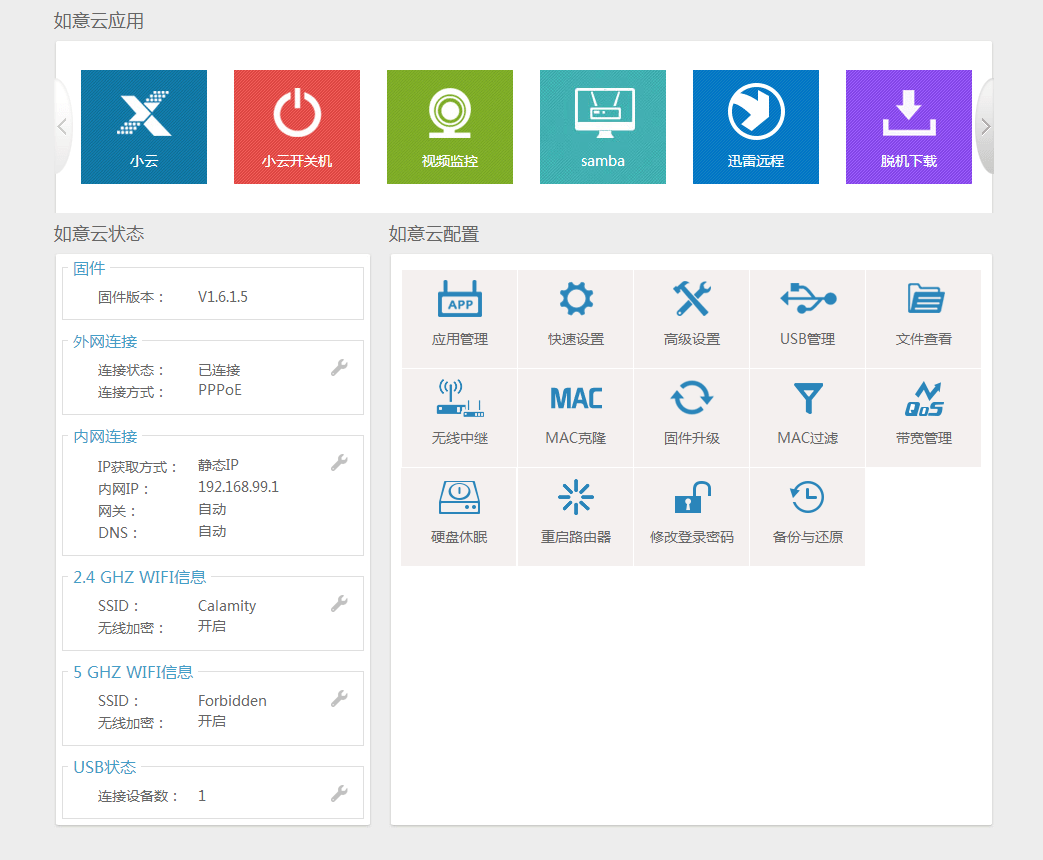 如意云应用
小云
小云开关机
视频监控
samba
迅雷远程
脱机下载
如意云状态
固件
固件版本： V1.6.1.5
外网连接
连接状态： 已连接
连接方式： PPPoE
内网连接
IP获取方式： 静态IP
内网IP： 192.168.99.1
网关： 自动
DNS： 自动
2.4 GHZ WIFI信息
SSID： Calamity
无线加密： 开启
5 GHZ WIFI信息
SSID： Forbidden
无线加密： 开启
USB状态
连接设备数： 1
如意云配置
APP
应用管理
快速设置
高级设置
USB管理
文件查看
无线中继
MAC
MAC克隆
固件升级
MAC过滤
QoS
带宽管理
硬盘休眠
重启路由器
修改登录密码
备份与还原